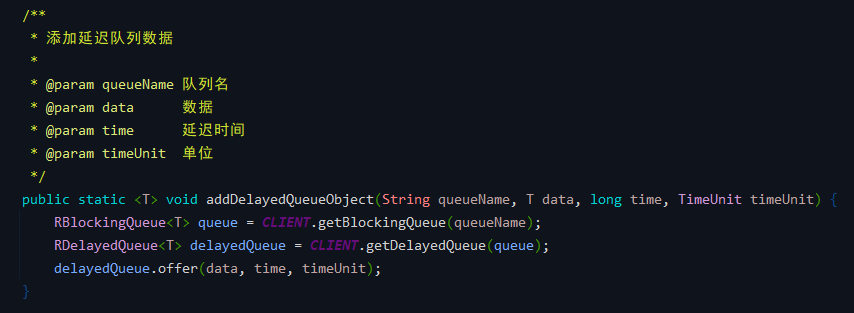 /**
 * 添加延迟队列数据
 *
 * @param queueName 队列名
 * @param data      数据
 * @param time      延迟时间
 * @param timeUnit  单位
 */
public static <T> void addDelayedQueueObject(String queueName, T data, long time, TimeUnit timeUnit) {
    RBlockingQueue<T> queue = CLIENT.getBlockingQueue(queueName);
    RDelayedQueue<T> delayedQueue = CLIENT.getDelayedQueue(queue);
    delayedQueue.offer(data, time, timeUnit);
}